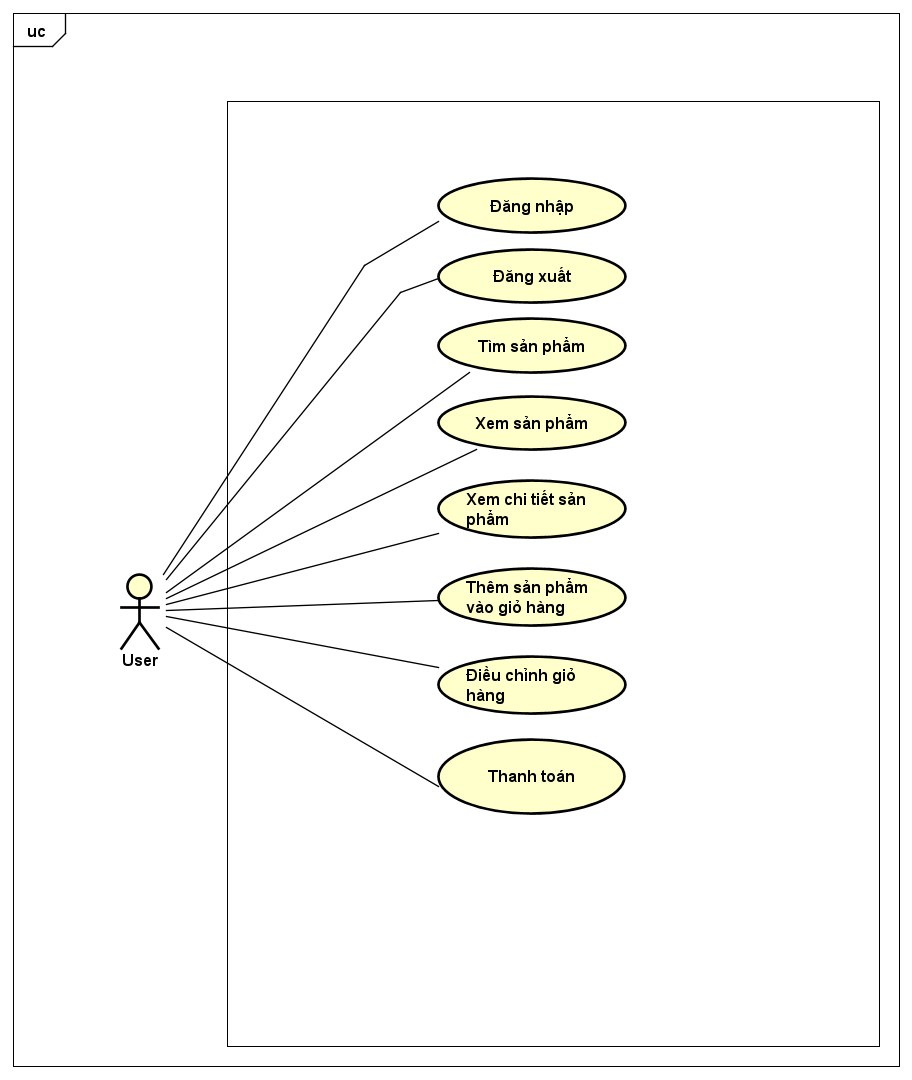 uc
Đăng nhập
Đăng xuất
Tìm sản phẩm
Xem sản phẩm
Xem chi tiết sản
phẩm
Thêm sản phẩm
vào giỏ hàng
User
Điều chỉnh giỏ
hàng
Thanh toán